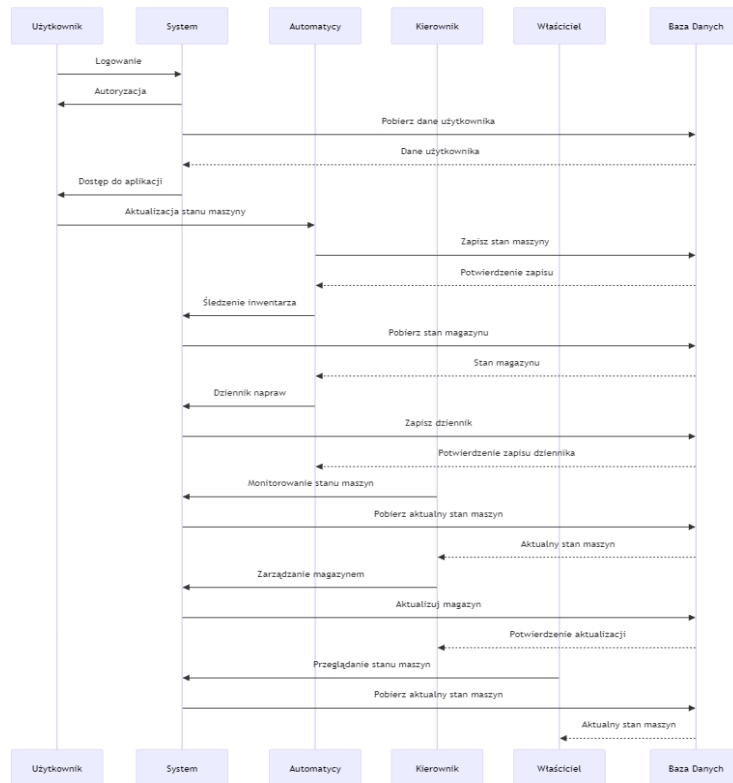 Użytkownik
System
Automatycy
Kierownik
Właściciel
Baza Danych
Logowanie
Autoryzacja
Pobierz dane użytkownika
Dane użytkownika
Dostęp do aplikacji
Aktualizacja stanu maszyny
Zapisz stan maszyny
Potwierdzenie zapisu
Śledzenie inwentarza
Pobierz stan magazynu
Stan magazynu
Dziennik napraw
Zapisz dziennik
Potwierdzenie zapisu dziennika
Monitorowanie stanu maszyn
Pobierz aktualny stan maszyn
Aktualny stan maszyn
Zarządzanie magazynem
Aktualizuj magazyn
Potwierdzenie aktualizacji
Przeglądanie stanu maszyn
Pobierz aktualny stan maszyn
Aktualny stan maszyn
Użytkownik
System
Automatycy
Kierownik
Właściciel
Baza Danych